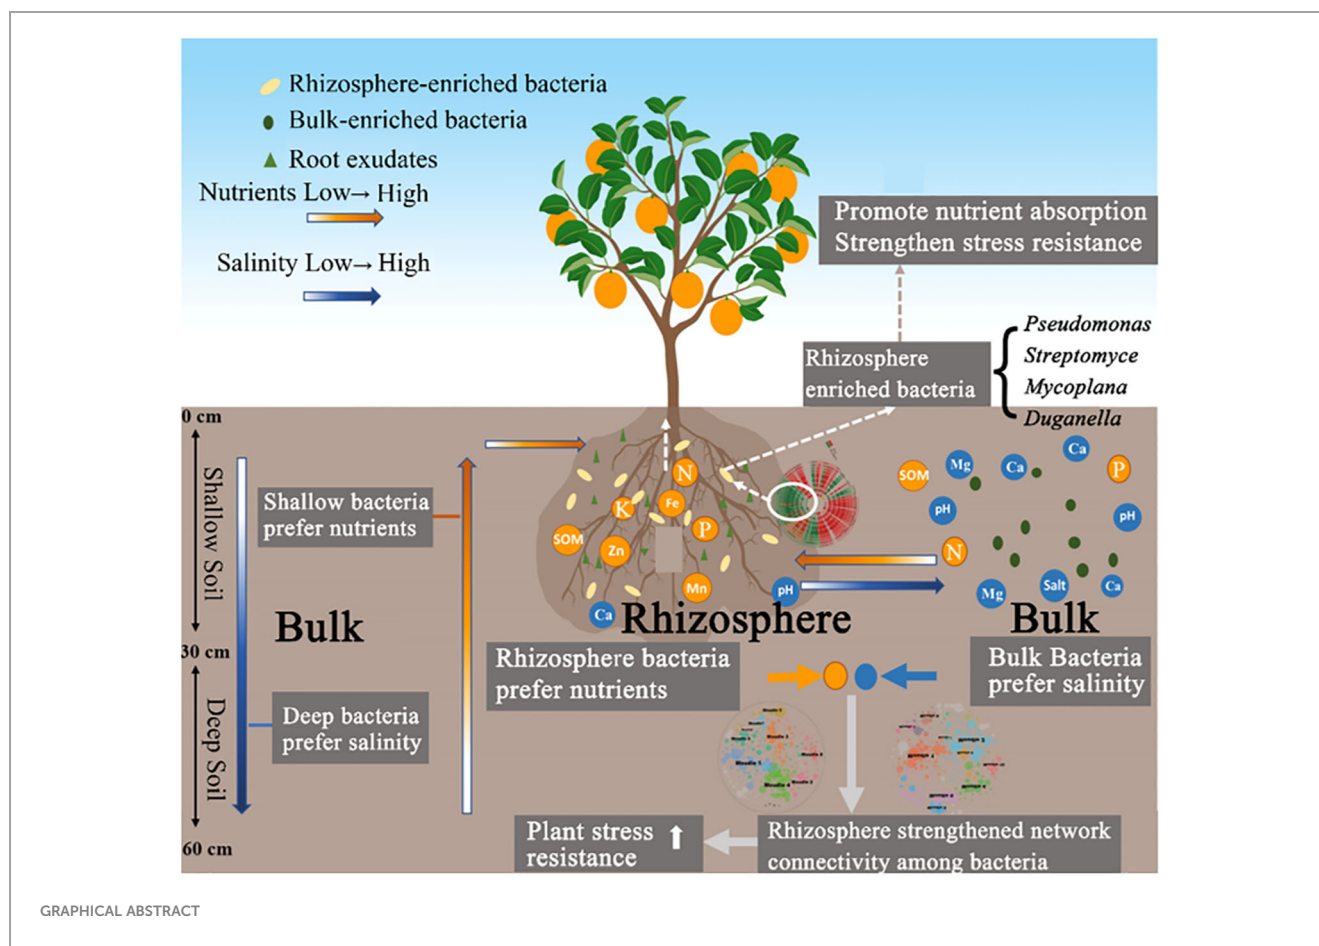 Rhizosphere-enriched bacteria
Bulk-enriched bacteria
Root exudates
Nutrients Low→ High
Salinity Low→ High
Promote nutrient absorption
Strengthen stress resistance
Rhizosphere
enriched bacteria
Pseudomonas
Streptomyce
Mycoplana
Duganella
0 cm
Shallow Soil
30 cm
Deep Soil
60 cm
Shallow bacteria
prefer nutrients
Bulk
Deep bacteria
prefer salinity
N
K
Fe
P
SOM
Zn
Mn
pH
Ca
Rhizosphere
Rhizosphere bacteria
prefer nutrients
Ca
SOM
Mg
Ca
P
pH
pH
N
Mg
Salt
Ca
Bulk
Bulk Bacteria
prefer salinity
Rhizosphere strengthened network
connectivity among bacteria
Plant stress
resistance
GRAPHICAL ABSTRACT